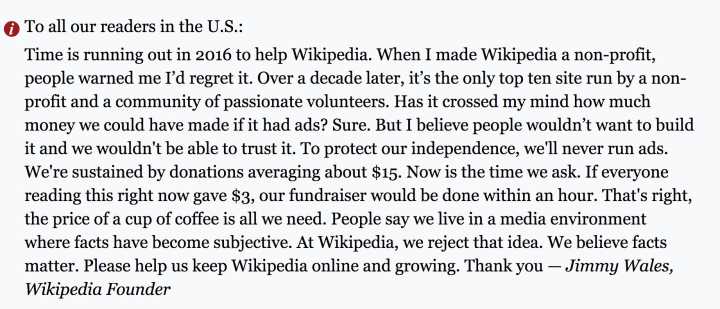 To all our readers in the U.S.:
Time is running out in 2016 to help Wikipedia. When I made Wikipedia a non-profit,
people warned me I’d regret it. Over a decade later, it’s the only top ten site run by a non-
profit and a community of passionate volunteers. Has it crossed my mind how much
money we could have made if it had ads? Sure. But I believe people wouldn’t want to build
it and we wouldn't be able to trust it. To protect our independence, we'll never run ads.
We're sustained by donations averaging about $15. Now is the time we ask. If everyone
reading this right now gave $3, our fundraiser would be done within an hour. That's right,
the price of a cup of coffee is all we need. People say we live in a media environment
where facts have become subjective. At Wikipedia, we reject that idea. We believe facts
matter. Please help us keep Wikipedia online and growing. Thank you — Jimmy Wales,
Wikipedia Founder